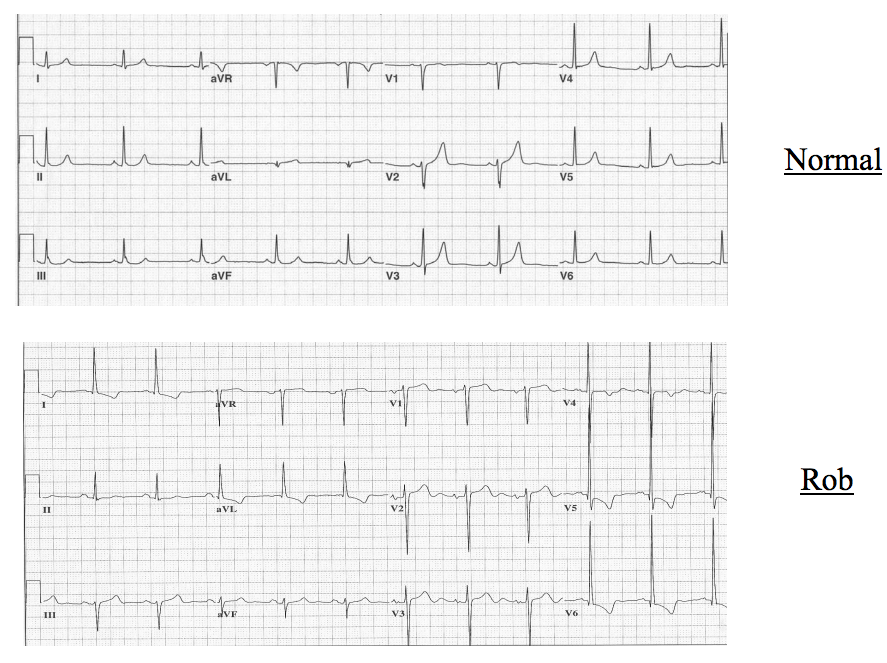 I aVR V1 V4
II aVL V2 V5
III aVF V3 V6
Normal
I aVR V1 V4
II aVL V2 V5
III aVF V3 V6
Rob